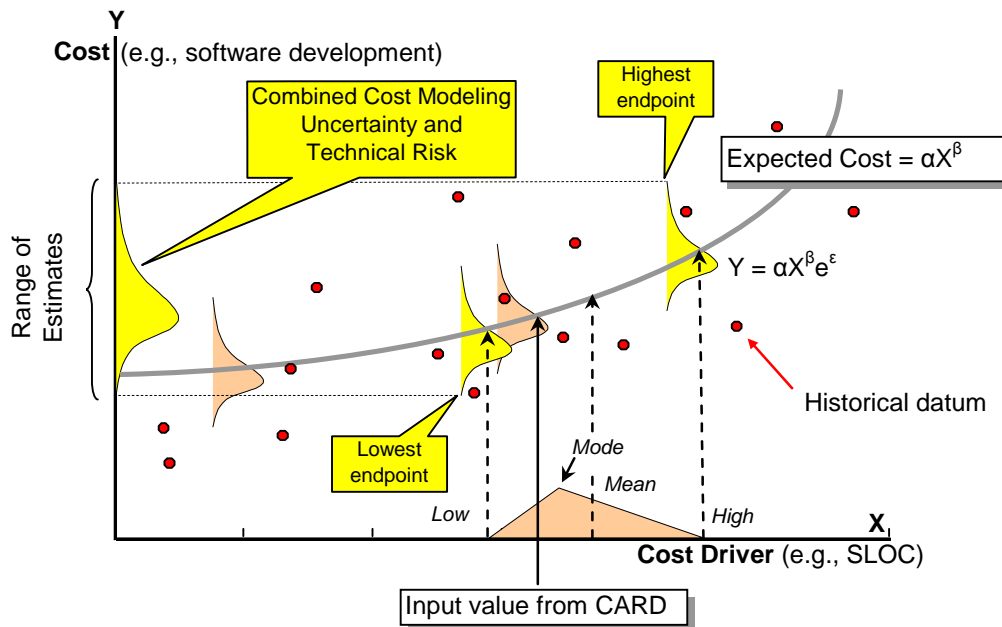 Y
Cost (e.g., software development)
Combined Cost Modeling
Uncertainty and
Technical Risk
Highest
endpoint
Expected Cost = αX^β
Range of
Estimates
Y = αX^βe^ε
Historical datum
Lowest
endpoint
Mode
Mean
Low
High
X
Cost Driver (e.g., SLOC)
Input value from CARD